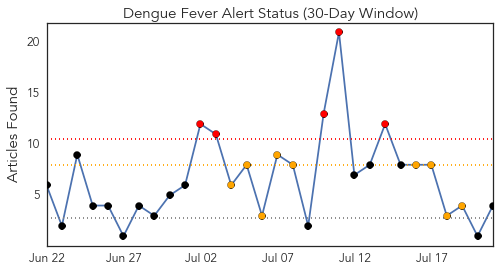 Dengue Fever Alert Status (30-Day Window)
Articles Found
20
15
10
5
Jun 22
Jun 27
Jul 02
Jul 07
Jul 12
Jul 17